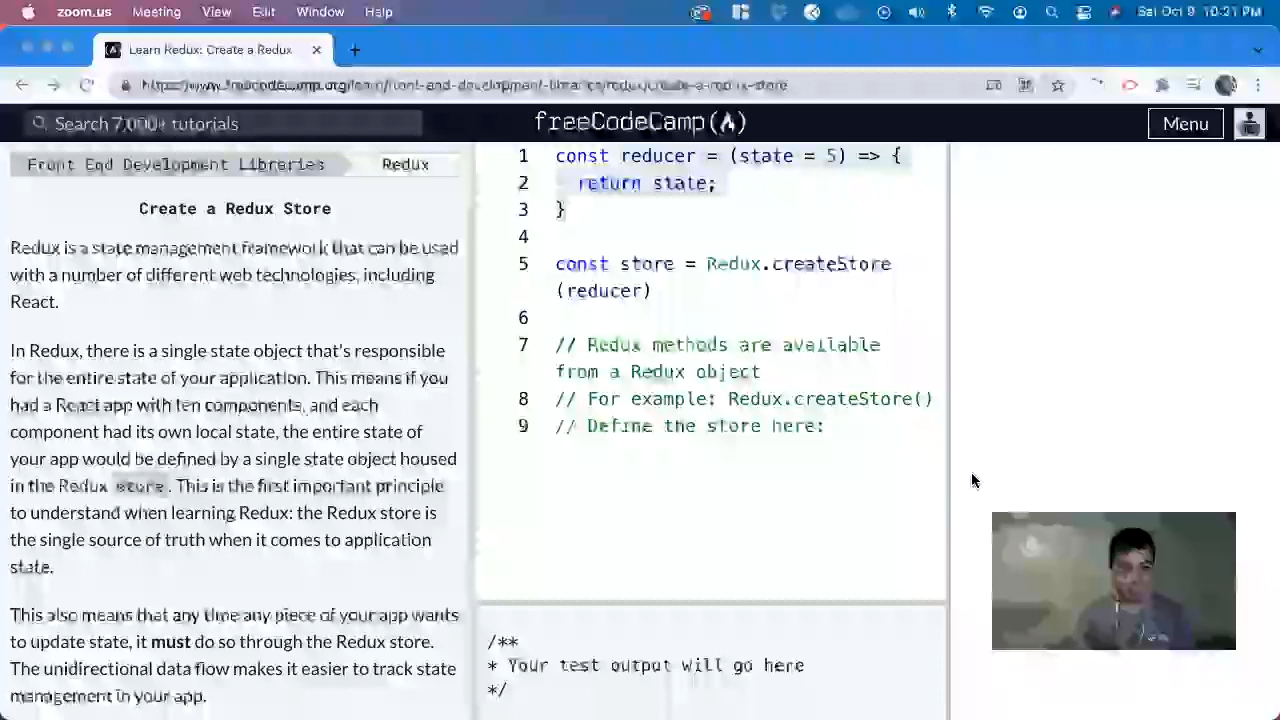 zoom.us Meeting View Edit Window Help Sat Oct 9 10:21 PM
Learn Redux: Create a Redux
Search 7,000+ tutorials
freeCodeCamp
Menu
Front End Development Libraries
Redux
Create a Redux Store
Redux is a state management framework that can be used
with a number of different web technologies, including
React.
In Redux, there is a single state object that's responsible
for the entire state of your application. This means if you
had a React app with ten components, and each
component had its own local state, the entire state of
your app would be defined by a single state object housed
in the Redux store. This is the first important principle
to understand when learning Redux: the Redux store is
the single source of truth when it comes to application
state.
This also means that any time any piece of your app wants
to update state, it must do so through the Redux store.
The unidirectional data flow makes it easier to track state
management in your app.
1 const reducer = (state = 5) => {
2 return state;
3 }
4
5 const store = Redux.createStore
(reducer)
6
7 // Redux methods are available
from a Redux object
8 // For example: Redux.createStore()
9 // Define the store here:
/**
* Your test output will go here
*/